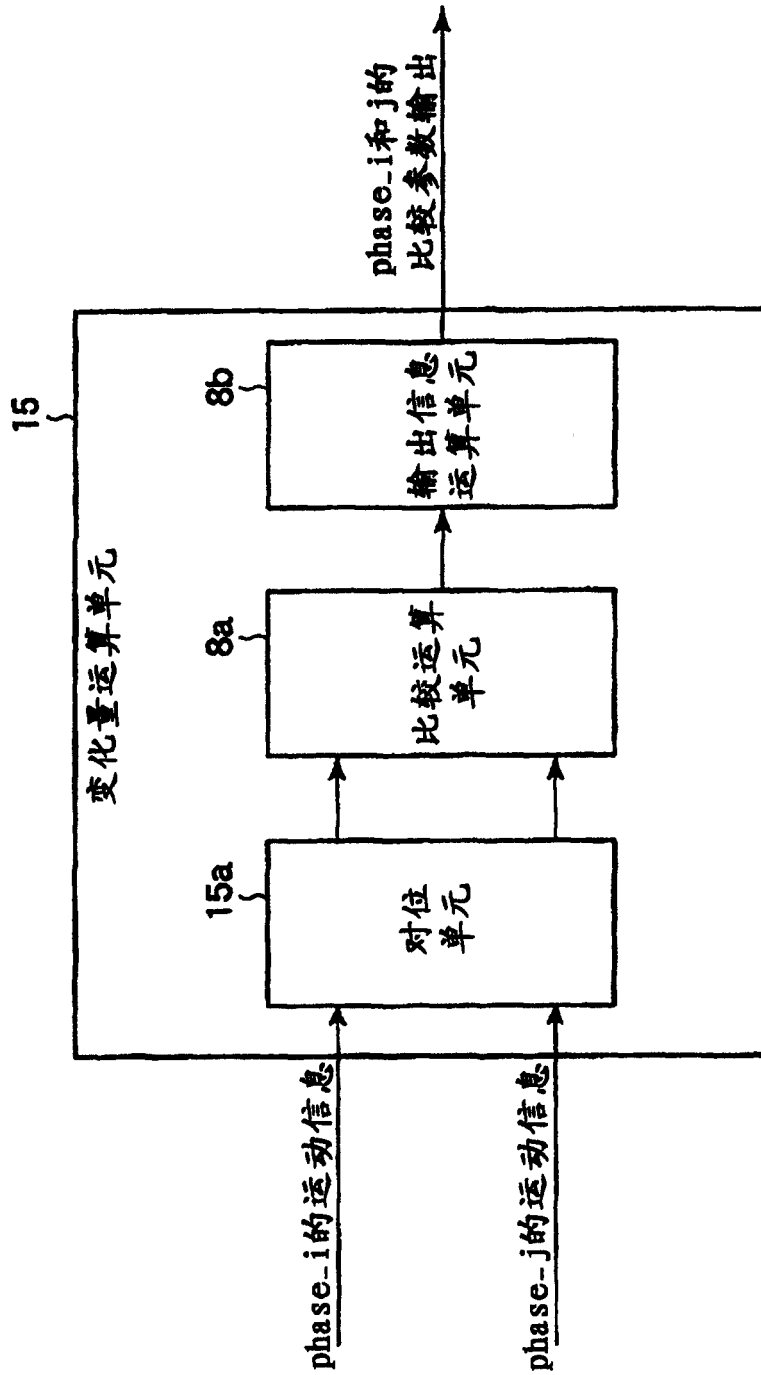 15
变化量运算单元
15a
8a
8b
phase_i的运动信息
phase_j的运动信息
对位
单元
比较运算
单元
输出信息
运算单元
phase_i和j的
比较参数输出